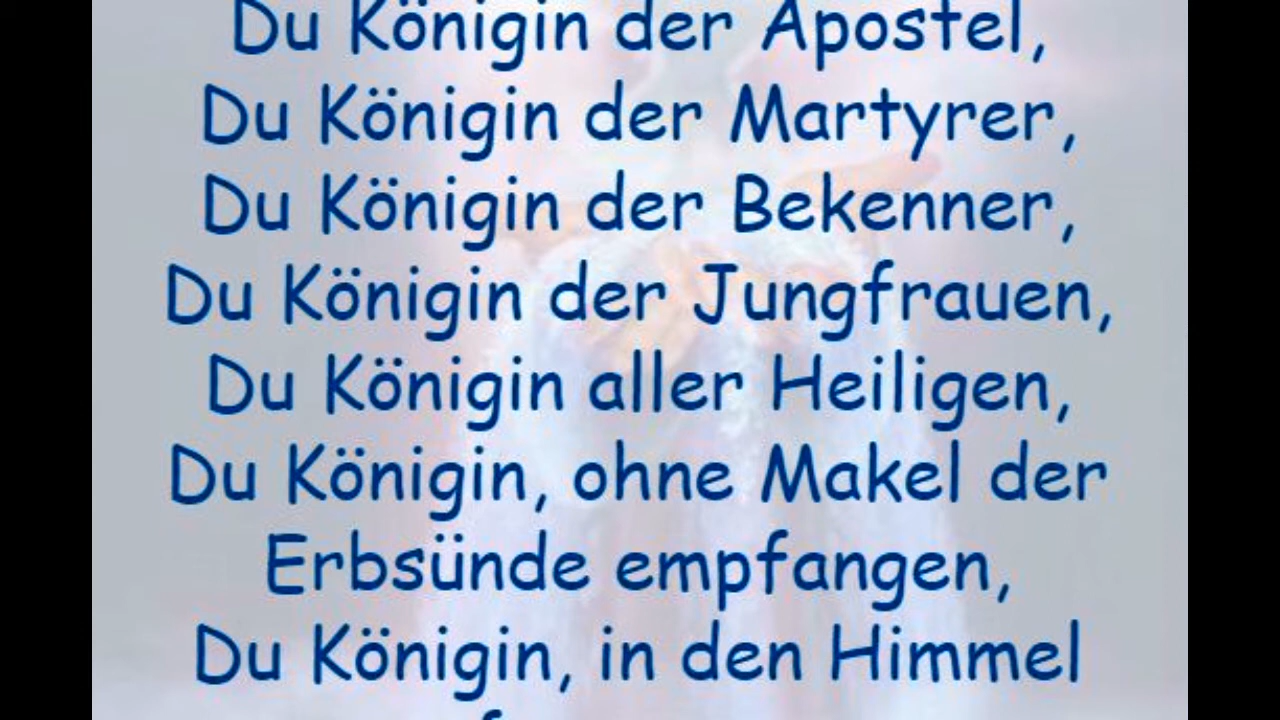 Du Königin der Apostel,
Du Königin der Martyrer,
Du Königin der Bekenner,
Du Königin der Jungfrauen,
Du Königin aller Heiligen,
Du Königin, ohne Makel der
Erbsünde empfangen,
Du Königin, in den Himmel